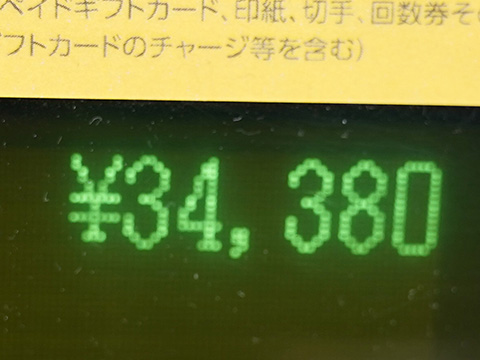 ペイドギフトカード、印紙、切手、回数券その
フトカードのチャージ等を含む)
¥34,380